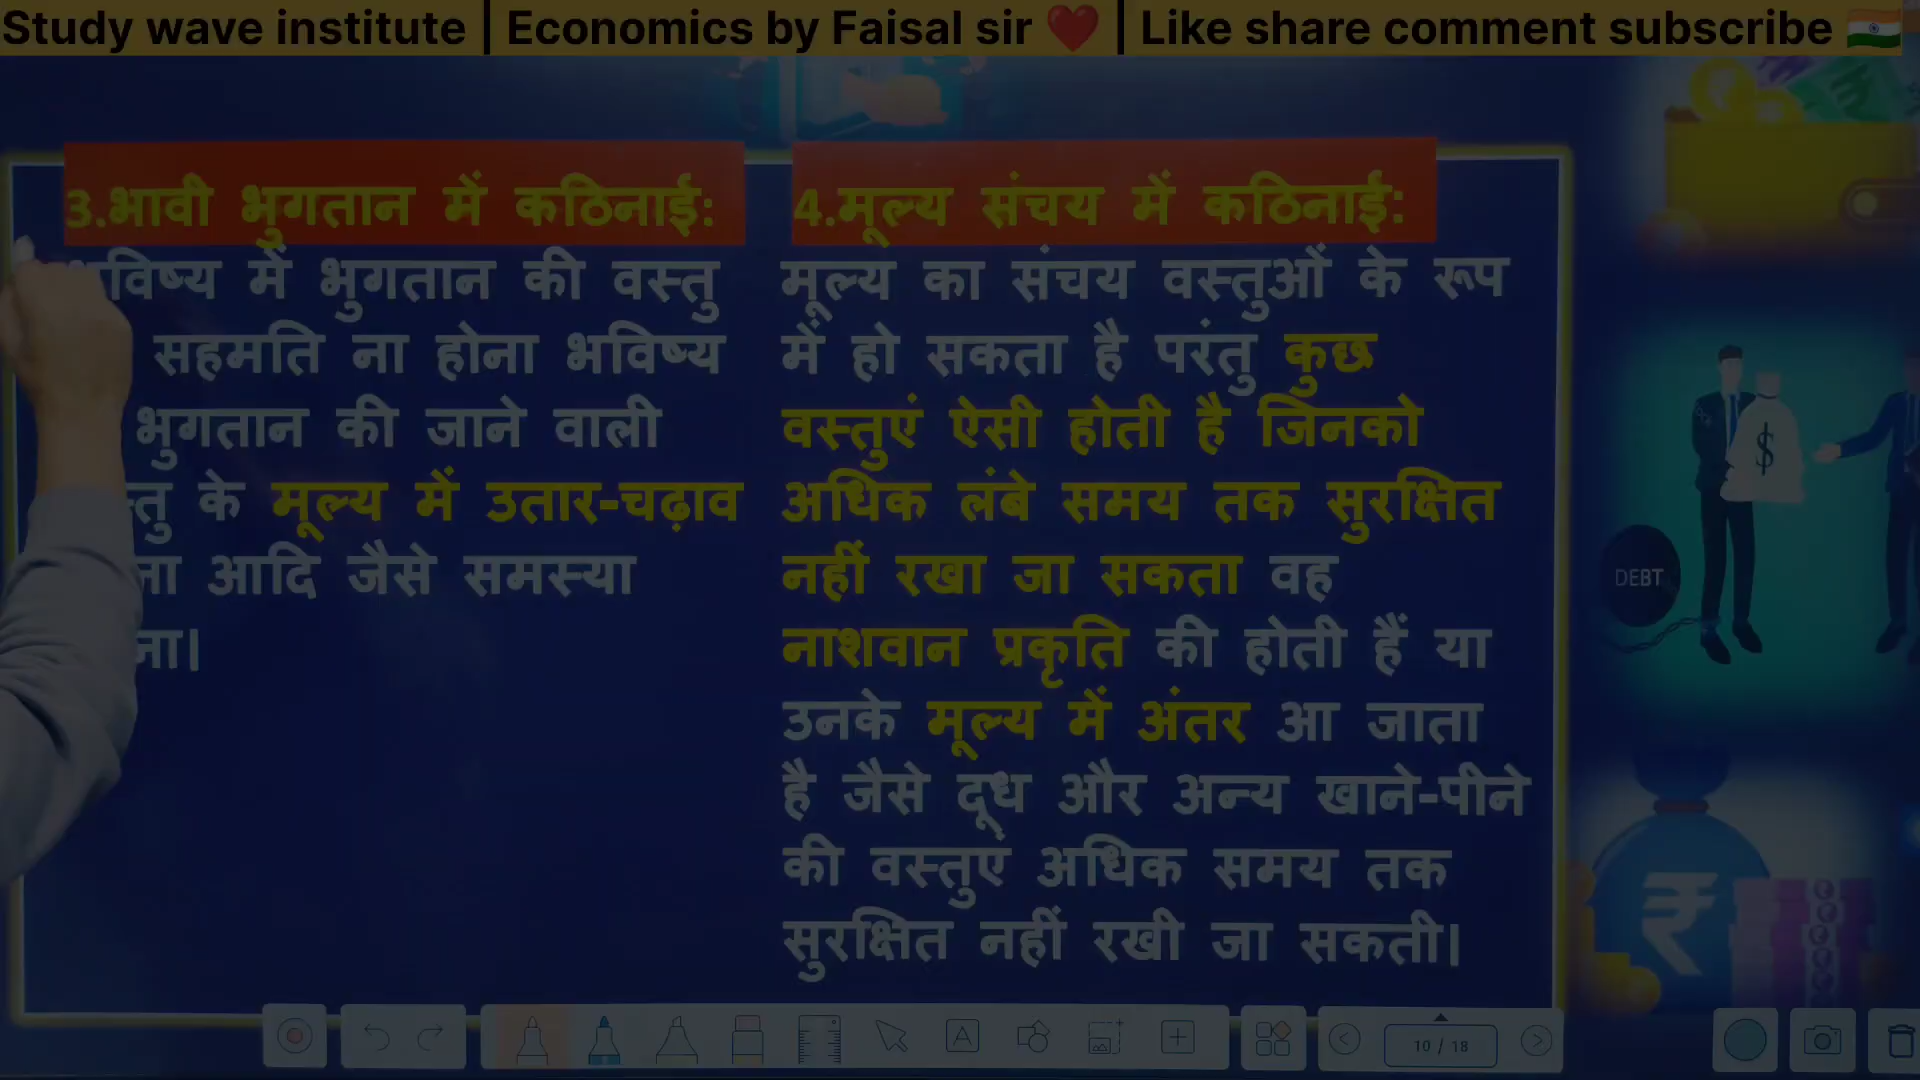 Study wave institute | Economics by Faisal sir ❤️ | Like share comment subscribe 🇮🇳
3.भावी भुगतान में कठिनाई:
भविष्य में भुगतान की वस्तु
सहमति ना होना भविष्य
भुगतान की जाने वाली
के मूल्य में उतार-चढ़ाव
आदि जैसे समस्या
4.मूल्य संचय में कठिनाई:
मूल्य का संचय वस्तुओं के रूप
में हो सकता है परंतु कुछ
वस्तुएं ऐसी होती है जिनको
अधिक लंबे समय तक सुरक्षित
नहीं रखा जा सकता वह
नाशवान प्रकृति की होती हैं या
उनके मूल्य में अंतर आ जाता
है जैसे दूध और अन्य खाने-पीने
की वस्तुएं अधिक समय तक
सुरक्षित नहीं रखी जा सकती।
$
DEBT
₹
10 / 18